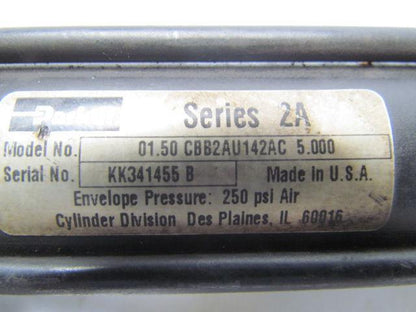 Parker Series 2A
Model No. 01.50 CBB2AU142AC 5.000
Serial No. KK341455 B Made in U.S.A.
Envelope Pressure: 250 psi Air
Cylinder Division Des Plaines, IL 60016